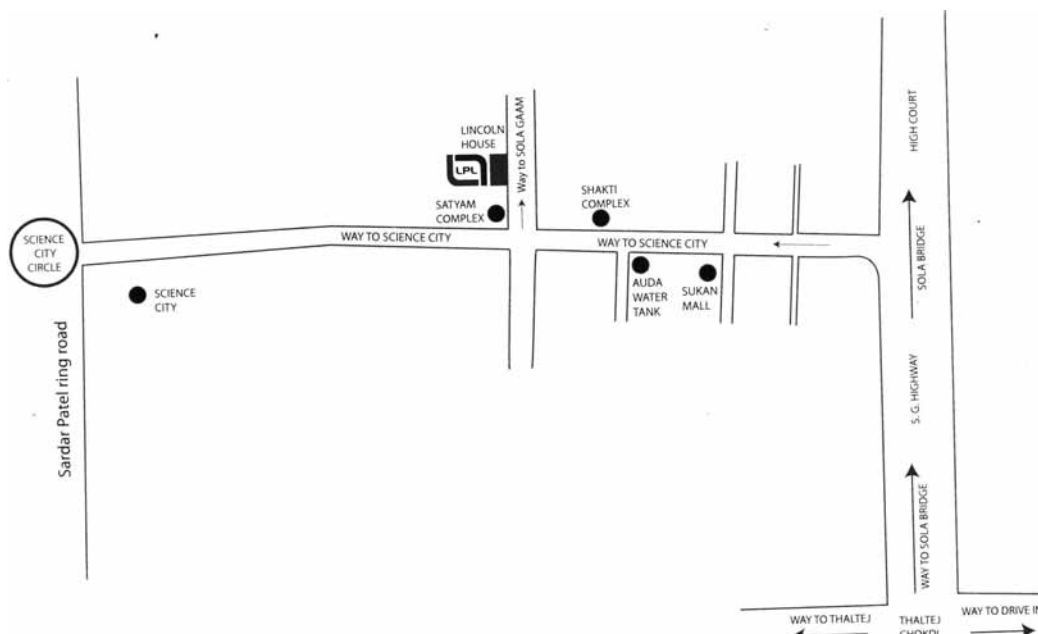 HIGH COURT
LINCOLN
HOUSE
LPL
Way to SOLA GAAM
SATYAM
COMPLEX
SHAKTI
COMPLEX
SCIENCE
CITY
CIRCLE
WAY TO SCIENCE CITY
WAY TO SCIENCE CITY
SOLA BRIDGE
SCIENCE
CITY
AUDA
WATER
TANK
SUKAN
MALL
Sardar Patel ring road
S. G. HIGHWAY
WAY TO SOLA BRIDGE
WAY TO THALTEJ
THALTEJ
CHOKDI
WAY TO DRIVE IN